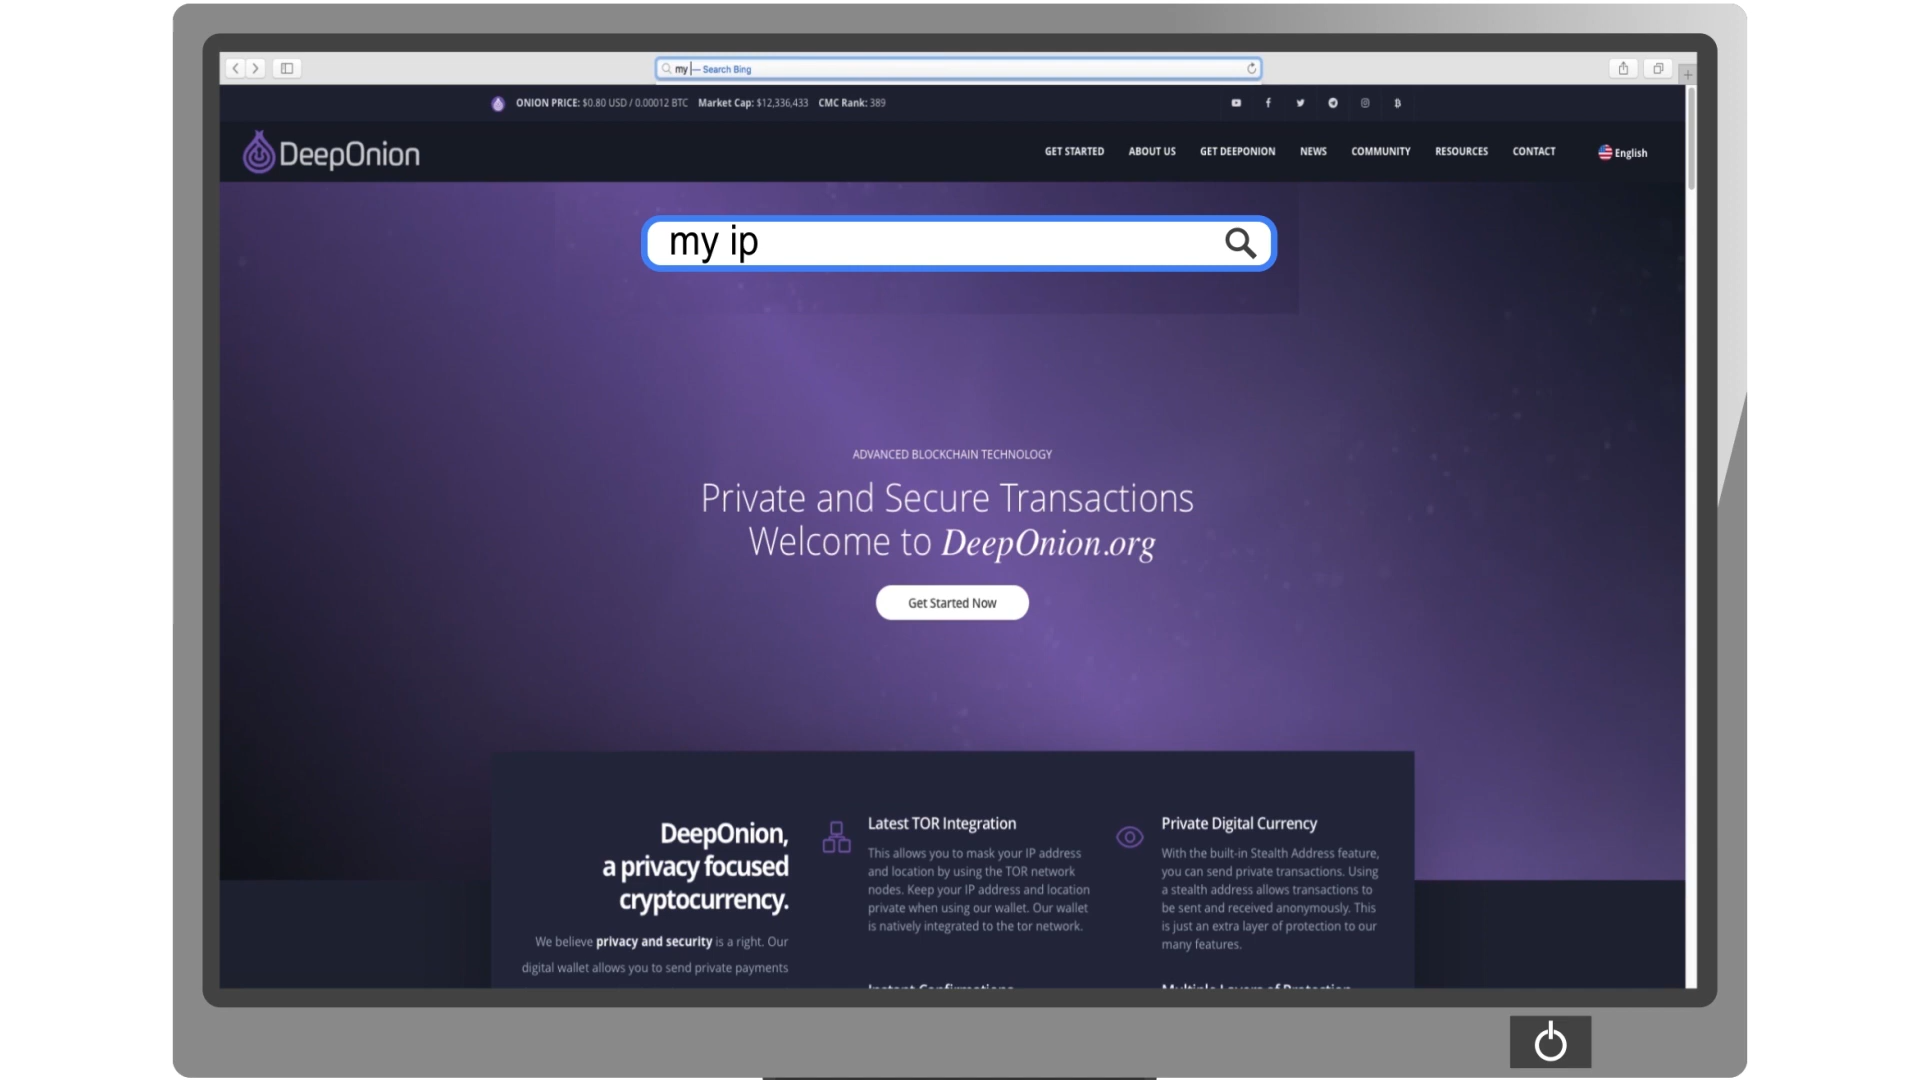 my — Search Bing
ONION PRICE: $0.80 USD / 0.00012 BTC Market Cap: $12,336,433 CMC Rank: 389
DeepOnion
GET STARTED ABOUT US GET DEEPONION NEWS COMMUNITY RESOURCES CONTACT English
my ip
ADVANCED BLOCKCHAIN TECHNOLOGY
Private and Secure Transactions
Welcome to DeepOnion.org
Get Started Now
DeepOnion,
a privacy focused
cryptocurrency.
We believe privacy and security is a right. Our
digital wallet allows you to send private payments
Latest TOR Integration
This allows you to mask your IP address
and location by using the TOR network
nodes. Keep your IP address and location
private when using our wallet. Our wallet
is natively integrated to the tor network.
Instant Confirmations
Private Digital Currency
With the built-in Stealth Address feature,
you can send private transactions. Using
a stealth address allows transactions to
be sent and received anonymously. This
is just an extra layer of protection to our
many features.
Multiple Layers of Protection